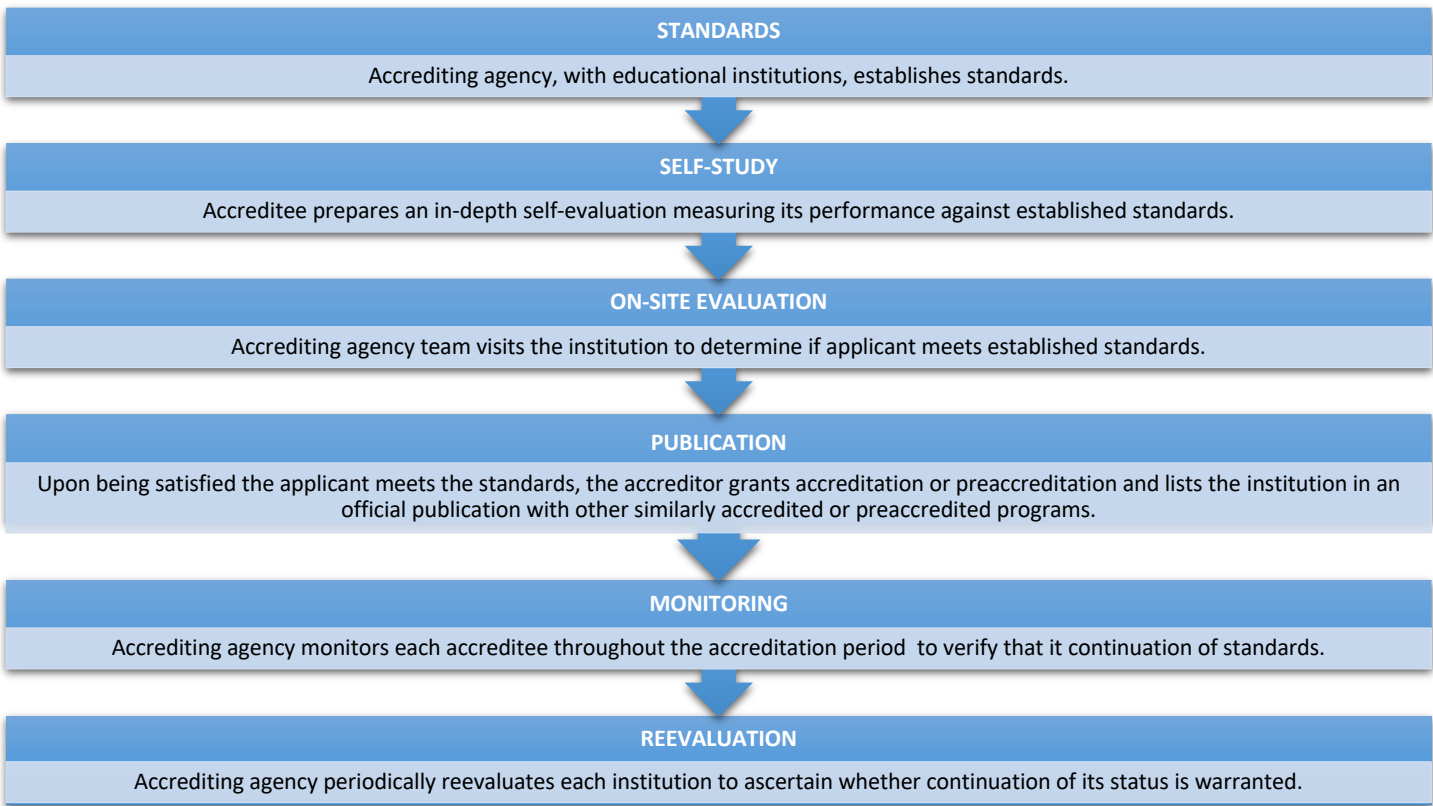 STANDARDS
Accrediting agency, with educational institutions, establishes standards.
SELF-STUDY
Accreditee prepares an in-depth self-evaluation measuring its performance against established standards.
ON-SITE EVALUATION
Accrediting agency team visits the institution to determine if applicant meets established standards.
PUBLICATION
Upon being satisfied the applicant meets the standards, the accreditor grants accreditation or preaccreditation and lists the institution in an
official publication with other similarly accredited or preaccredited programs.
MONITORING
Accrediting agency monitors each accreditee throughout the accreditation period  to verify that it continuation of standards.
REEVALUATION
Accrediting agency periodically reevaluates each institution to ascertain whether continuation of its status is warranted.